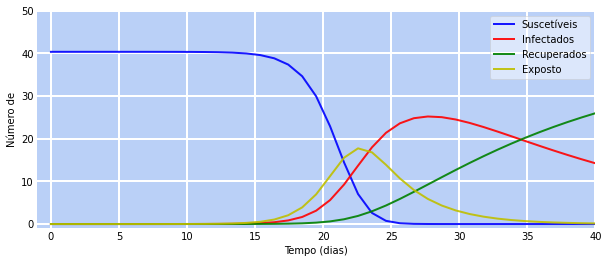 50
40
30
20
10
0
Número de
Suscetíveis
Infectados
Recuperados
Exposto
0 5 10 15 20 25 30 35 40
Tempo (dias)